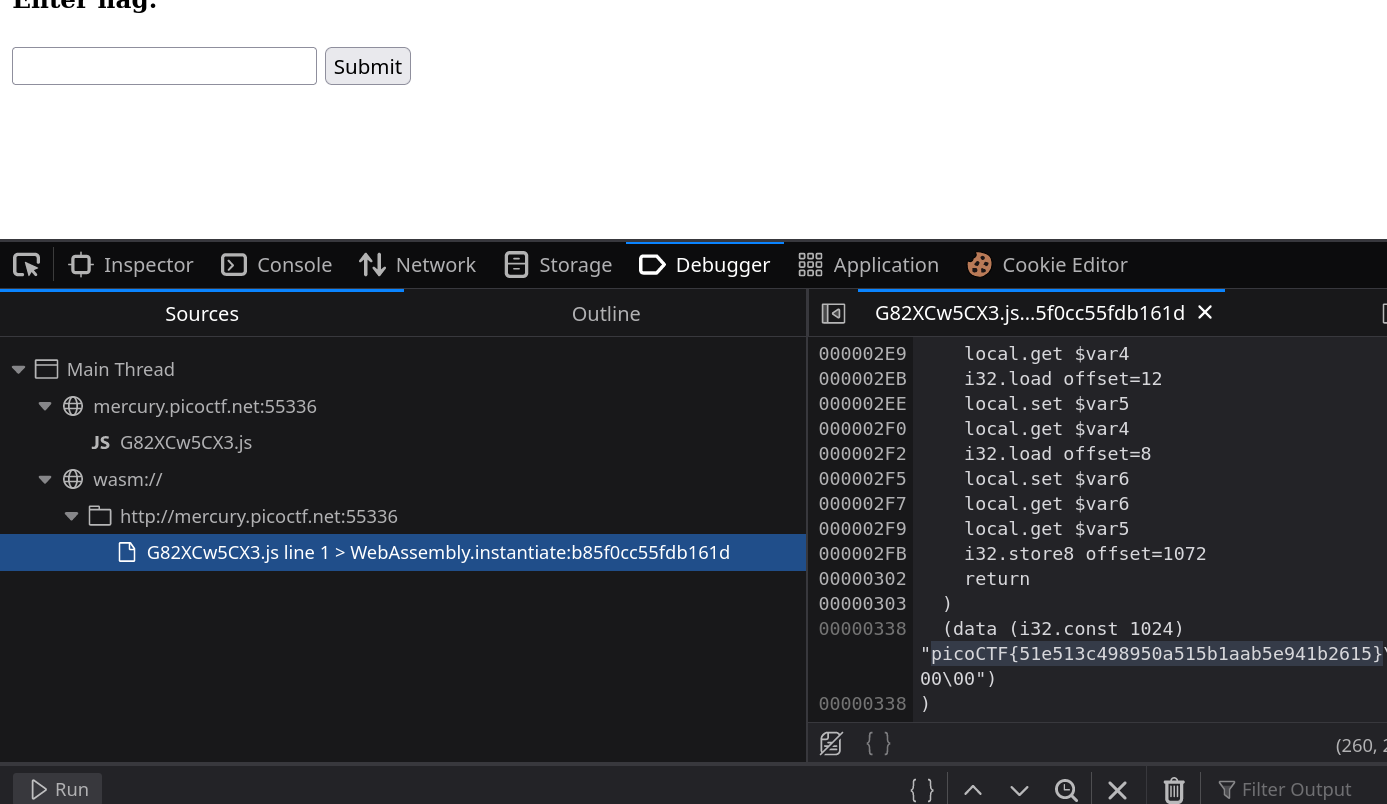 Enter flag:
Submit
Inspector
Console
Network
Storage
Debugger
Application
Cookie Editor
Sources
Outline
G82XCw5CX3.js...5f0cc55fdb161d
Main Thread
mercury.picoctf.net:55336
JS G82XCw5CX3.js
wasm://
http://mercury.picoctf.net:55336
G82XCw5CX3.js line 1 > WebAssembly.instantiate:b85f0cc55fdb161d
000002E9 local.get $var4
000002EB i32.load offset=12
000002EE local.set $var5
000002F0 local.get $var4
000002F2 i32.load offset=8
000002F5 local.set $var6
000002F7 local.get $var6
000002F9 local.get $var5
000002FB i32.store8 offset=1072
00000302 return
00000303 )
00000338 (data (i32.const 1024)
"picoCTF{51e513c498950a515b1aab5e941b2615}\
00\00")
00000338 )
{ }
(260, 2
Run
{ }
Filter Output